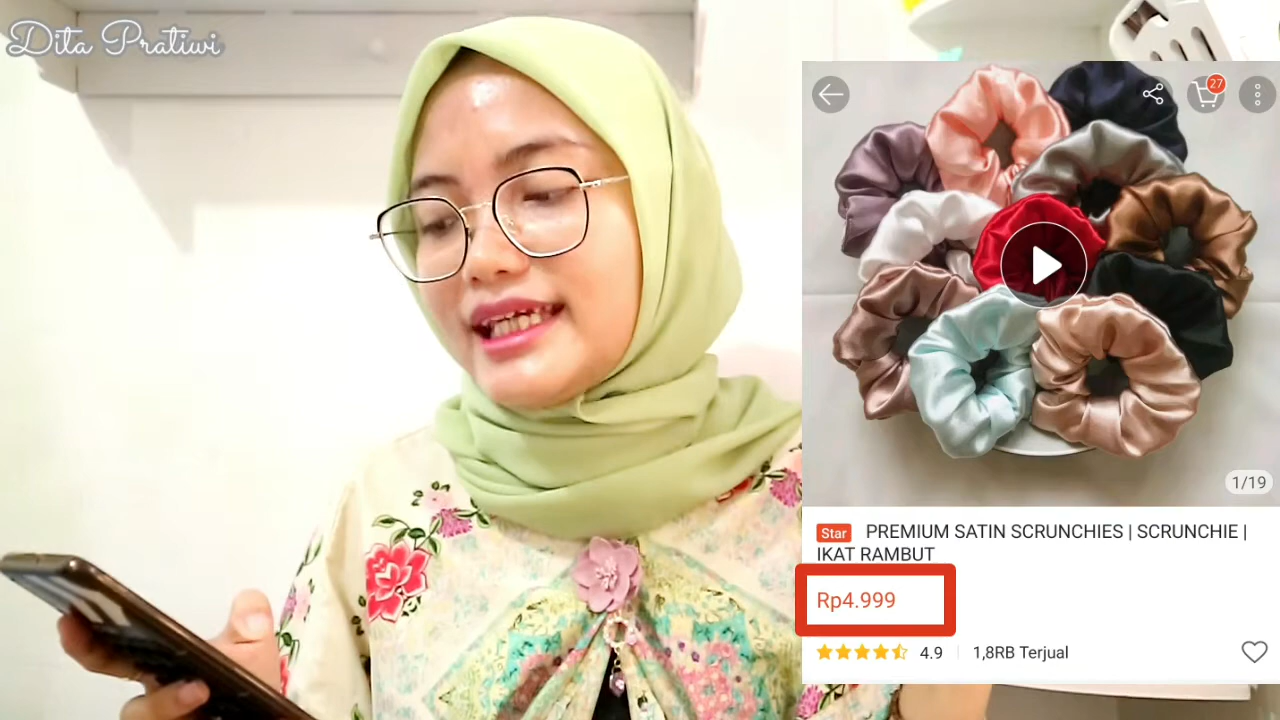 Dita Pratiwi
27
1/19
Star PREMIUM SATIN SCRUNCHIES | SCRUNCHIE |
IKAT RAMBUT
Rp4.999
4.9 | 1,8RB Terjual